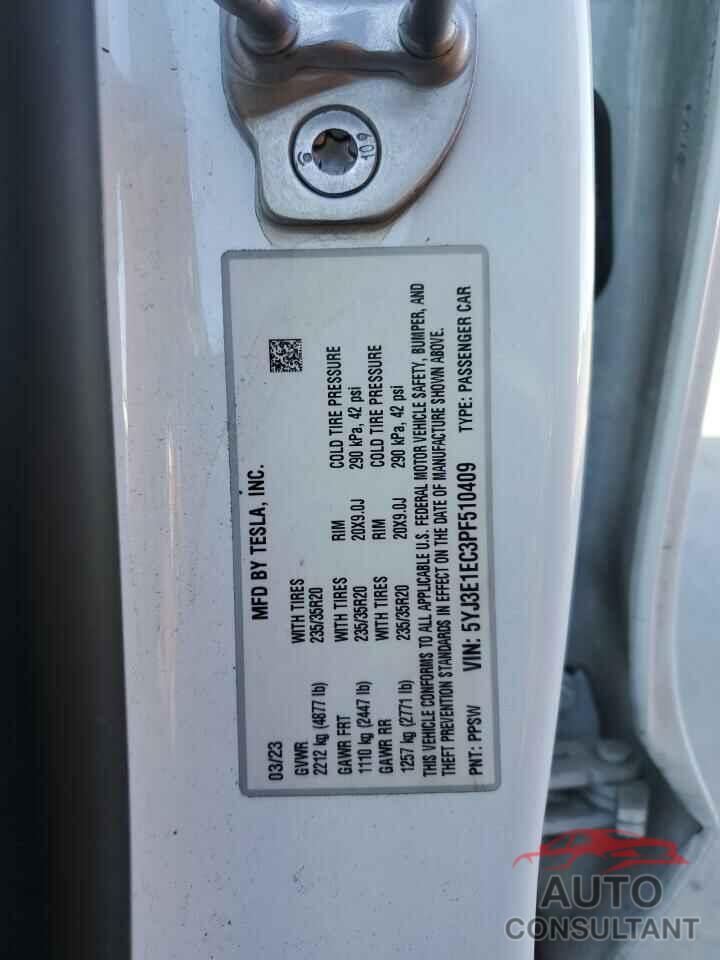 6 10.9
MFD BY TESLA, INC.
03/23
GVWR WITH TIRES
2212 kg (4877 lb) 235/35R20
GAWR FRT WITH TIRES RIM COLD TIRE PRESSURE
1110 kg (2447 lb) 235/35R20 20X9.0J 290 kPa, 42 psi
GAWR RR WITH TIRES RIM COLD TIRE PRESSURE
1257 kg (2771 lb) 235/35R20 20X9.0J 290 kPa, 42 psi
THIS VEHICLE CONFORMS TO ALL APPLICABLE U.S. FEDERAL MOTOR VEHICLE SAFETY, BUMPER, AND
THEFT PREVENTION STANDARDS IN EFFECT ON THE DATE OF MANUFACTURE SHOWN ABOVE.
PNT: PPSW VIN: 5YJ3E1EC3PF510409 TYPE: PASSENGER CAR
AUTO
CONSULTANT